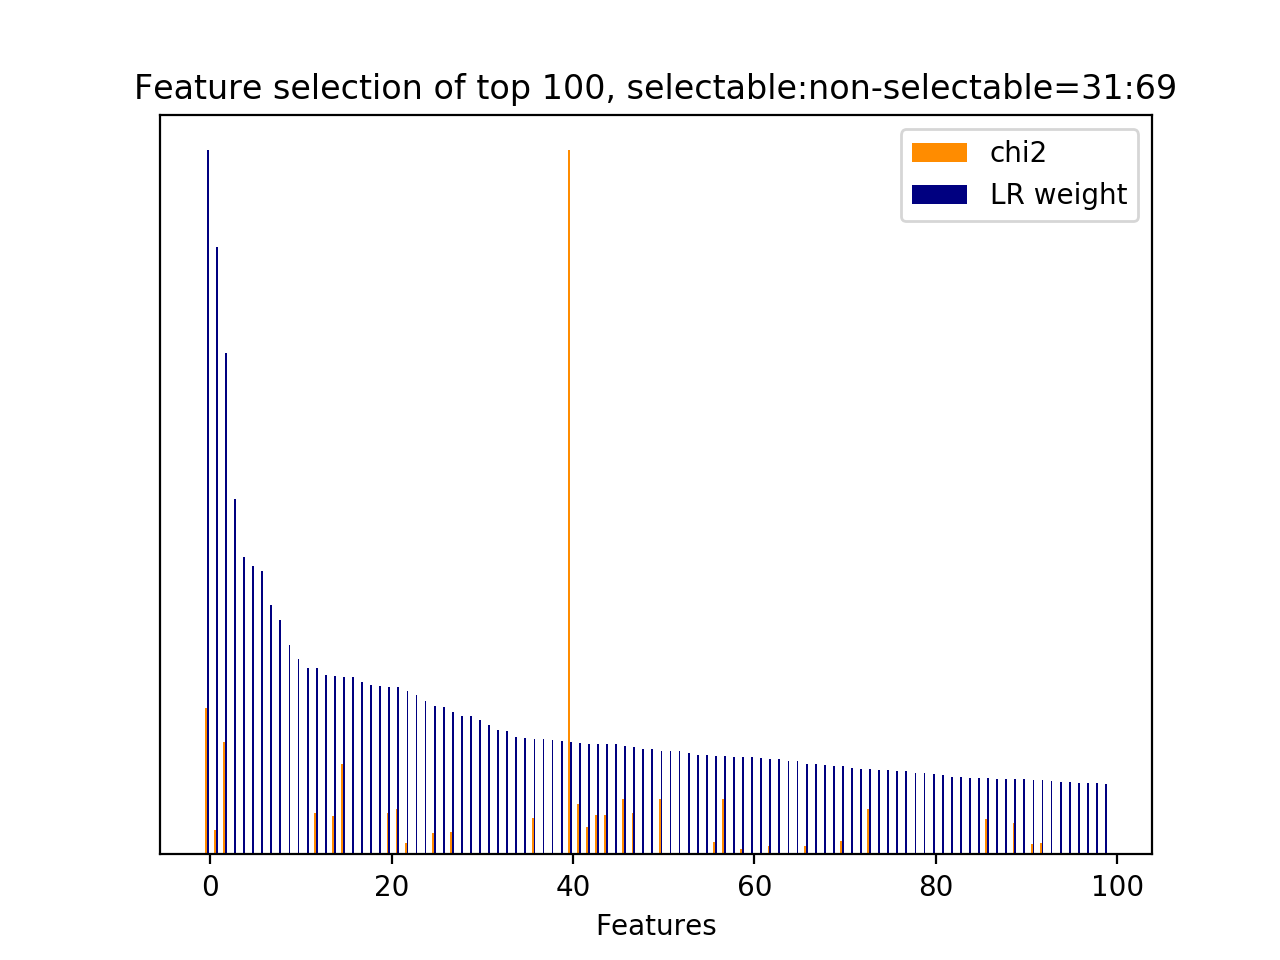 Feature selection of top 100, selectable:non-selectable=31:69
chi2
LR weight
0 20 40 60 80 100
Features